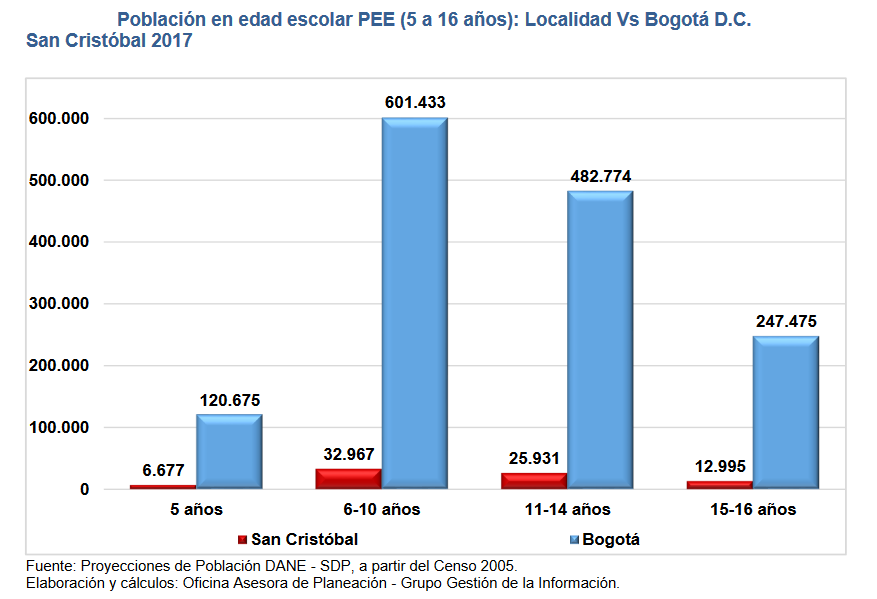 Población en edad escolar PEE (5 a 16 años): Localidad Vs Bogotá D.C.
San Cristóbal 2017
601.433
600.000
482.774
500.000
400.000
300.000
247.475
200.000
120.675
100.000
6.677
32.967
25.931
12.995
0
5 años
6-10 años
11-14 años
15-16 años
San Cristóbal
Bogotá
Fuente: Proyecciones de Población DANE - SDP, a partir del Censo 2005.
Elaboración y cálculos: Oficina Asesora de Planeación - Grupo Gestión de la Información.